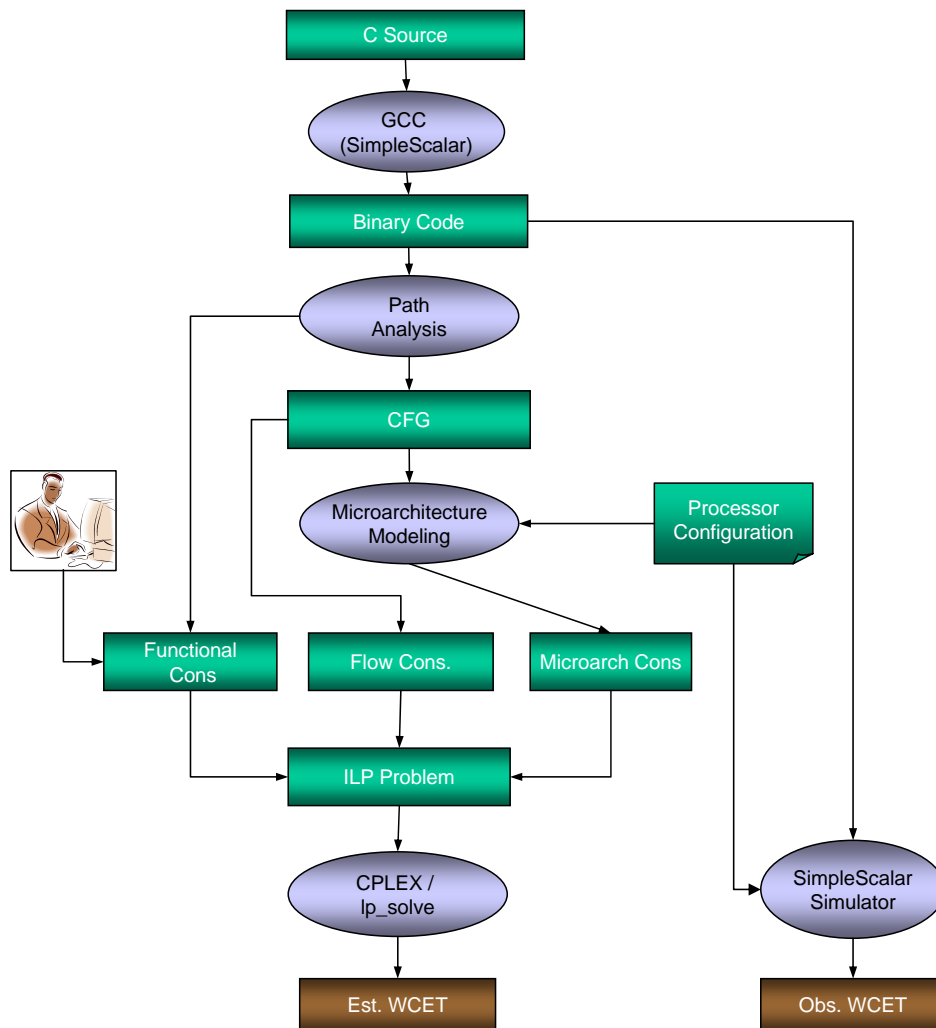 C Source
GCC
(SimpleScalar)
Binary Code
Path
Analysis
CFG
Microarchitecture
Modeling
Processor
Configuration
Functional
Cons
Flow Cons.
Microarch Cons
ILP Problem
CPLEX /
lp_solve
SimpleScalar
Simulator
Est. WCET
Obs. WCET